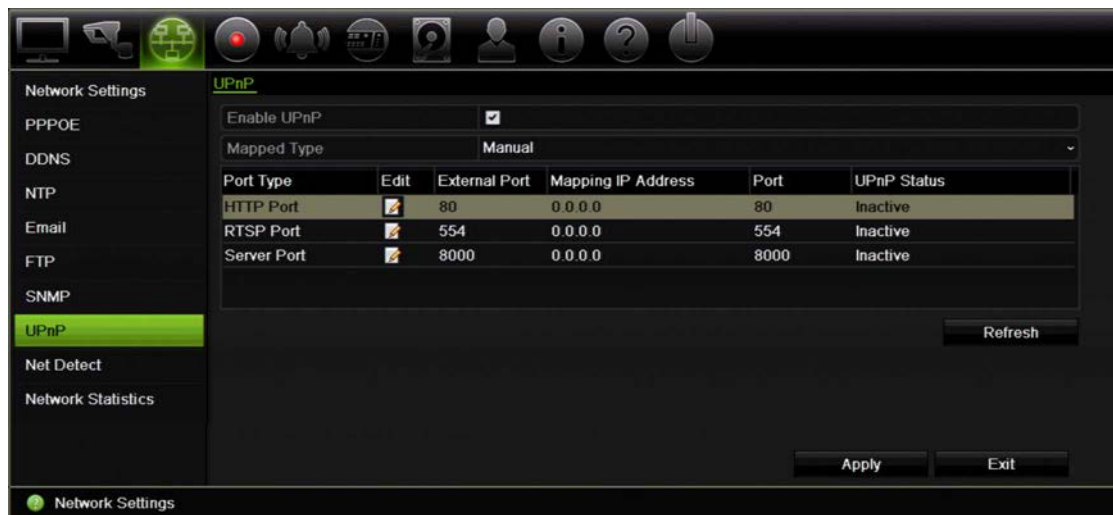 Network Settings
PPPOE
DDNS
NTP
Email
FTP
SNMP
UPnP
Net Detect
Network Statistics
UPnP
Enable UPnP
Mapped Type Manual
Port Type Edit External Port Mapping IP Address Port UPnP Status
HTTP Port 80 0.0.0.0 80 Inactive
RTSP Port 554 0.0.0.0 554 Inactive
Server Port 8000 0.0.0.0 8000 Inactive
Refresh
Apply Exit
Network Settings